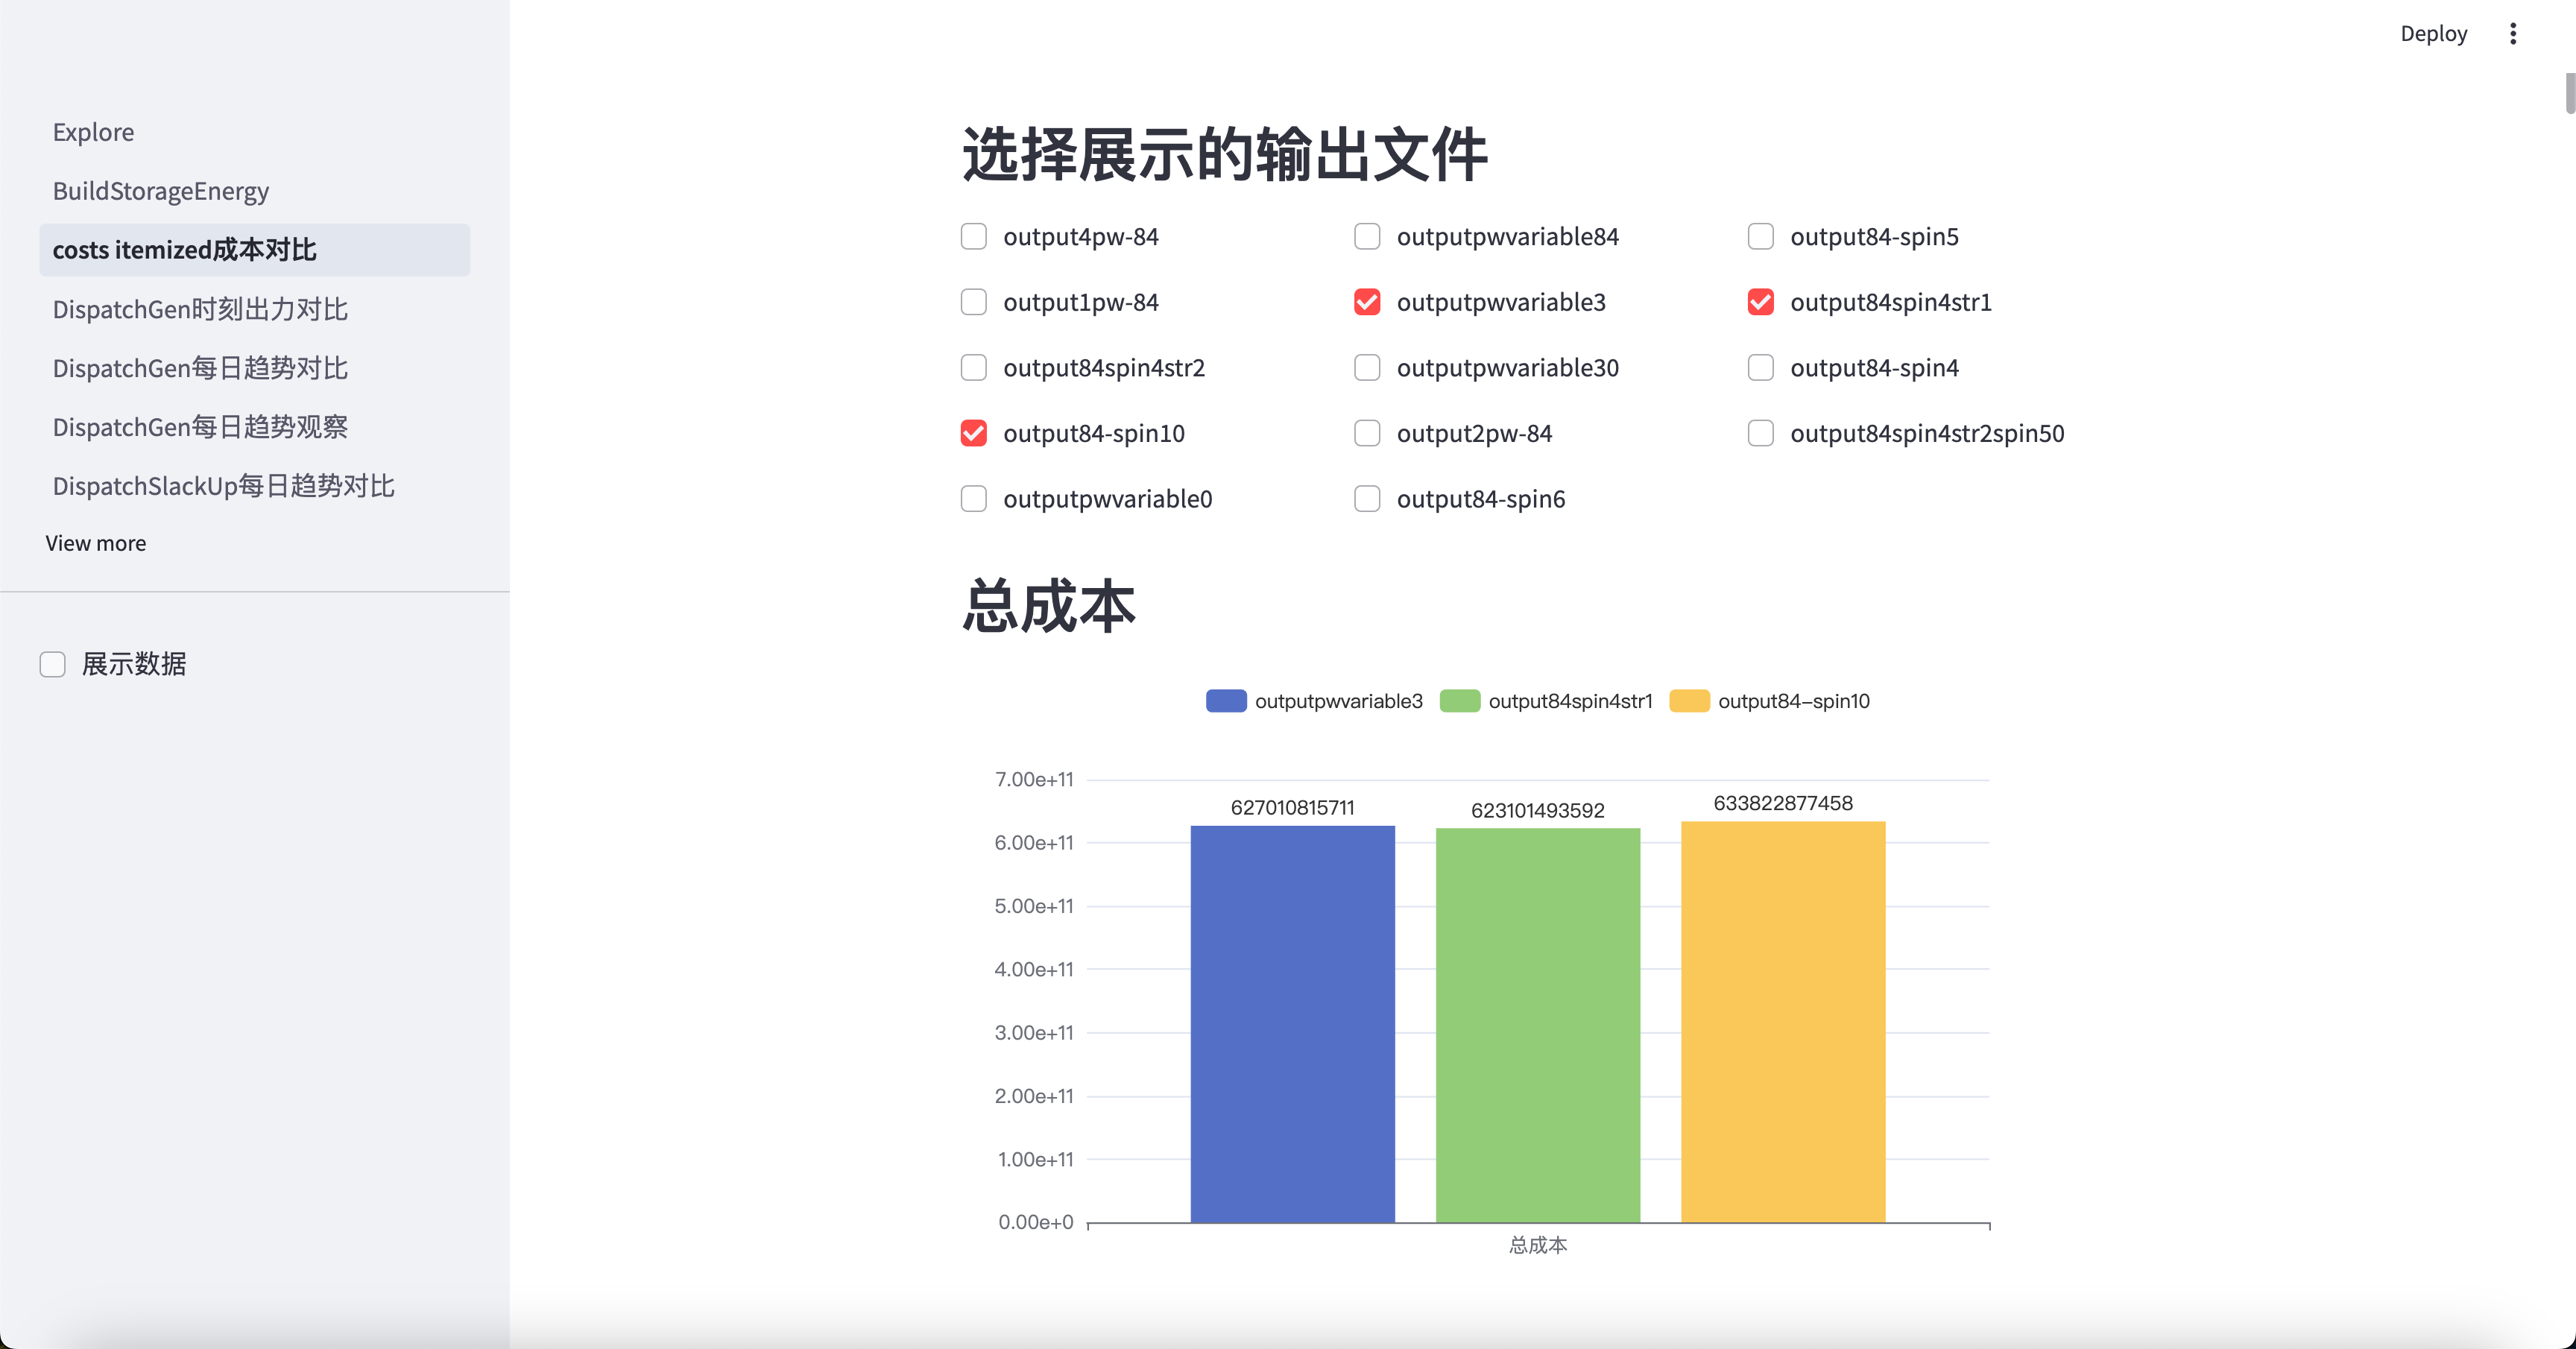 Deploy
Explore
BuildStorageEnergy
costs itemized成本对比
DispatchGen时刻出力对比
DispatchGen每日趋势对比
DispatchGen每日趋势观察
DispatchSlackUp每日趋势对比
View more
展示数据
选择展示的输出文件
output4pw-84
outputpwvariable84
output84-spin5
output1pw-84
outputpwvariable3
output84spin4str1
output84spin4str2
outputpwvariable30
output84-spin4
output84-spin10
output2pw-84
output84spin4str2spin50
outputpwvariable0
output84-spin6
总成本
outputpwvariable3
output84spin4str1
output84-spin10
7.00e+11
6.00e+11
5.00e+11
4.00e+11
3.00e+11
2.00e+11
1.00e+11
0.00e+0
627010815711
623101493592
633822877458
总成本